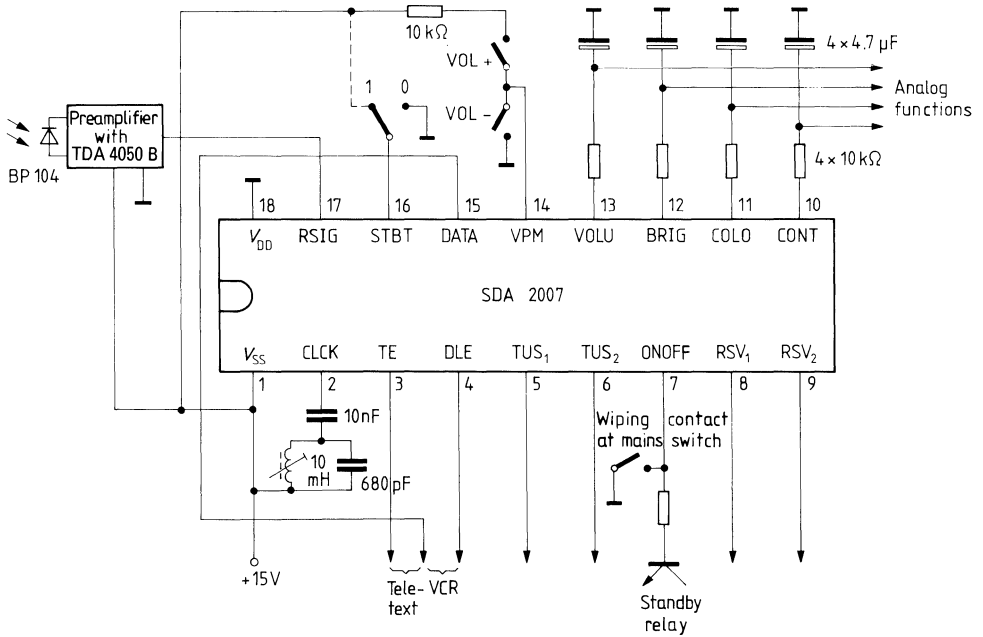 10 kΩ
VOL +
VOL −
4 × 4.7 µF
Analog
functions
4 × 10 kΩ
1 0
Preamplifier
with
TDA 4050 B
BP 104
18 17 16 15 14 13 12 11 10
VDD RSIG STBT DATA VPM VOLU BRIG COLO CONT
SDA 2007
VSS CLCK TE DLE TUS1 TUS2 ONOFF RSV1 RSV2
1 2 3 4 5 6 7 8 9
10nF
10
mH
680 pF
Wiping contact
at mains switch
+15V
Tele-
text
VCR
Standby
relay